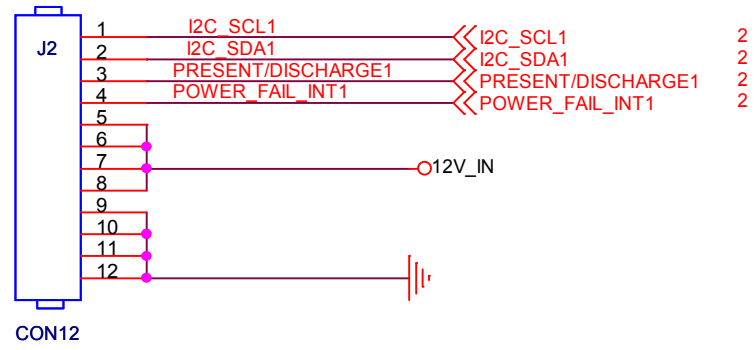 J2
1 I2C_SCL1 I2C_SCL1 2
2 I2C_SDA1 I2C_SDA1 2
3 PRESENT/DISCHARGE1 PRESENT/DISCHARGE1 2
4 POWER_FAIL_INT1 POWER_FAIL_INT1 2
5
6
7 12V_IN
8
9
10
11
12
CON12